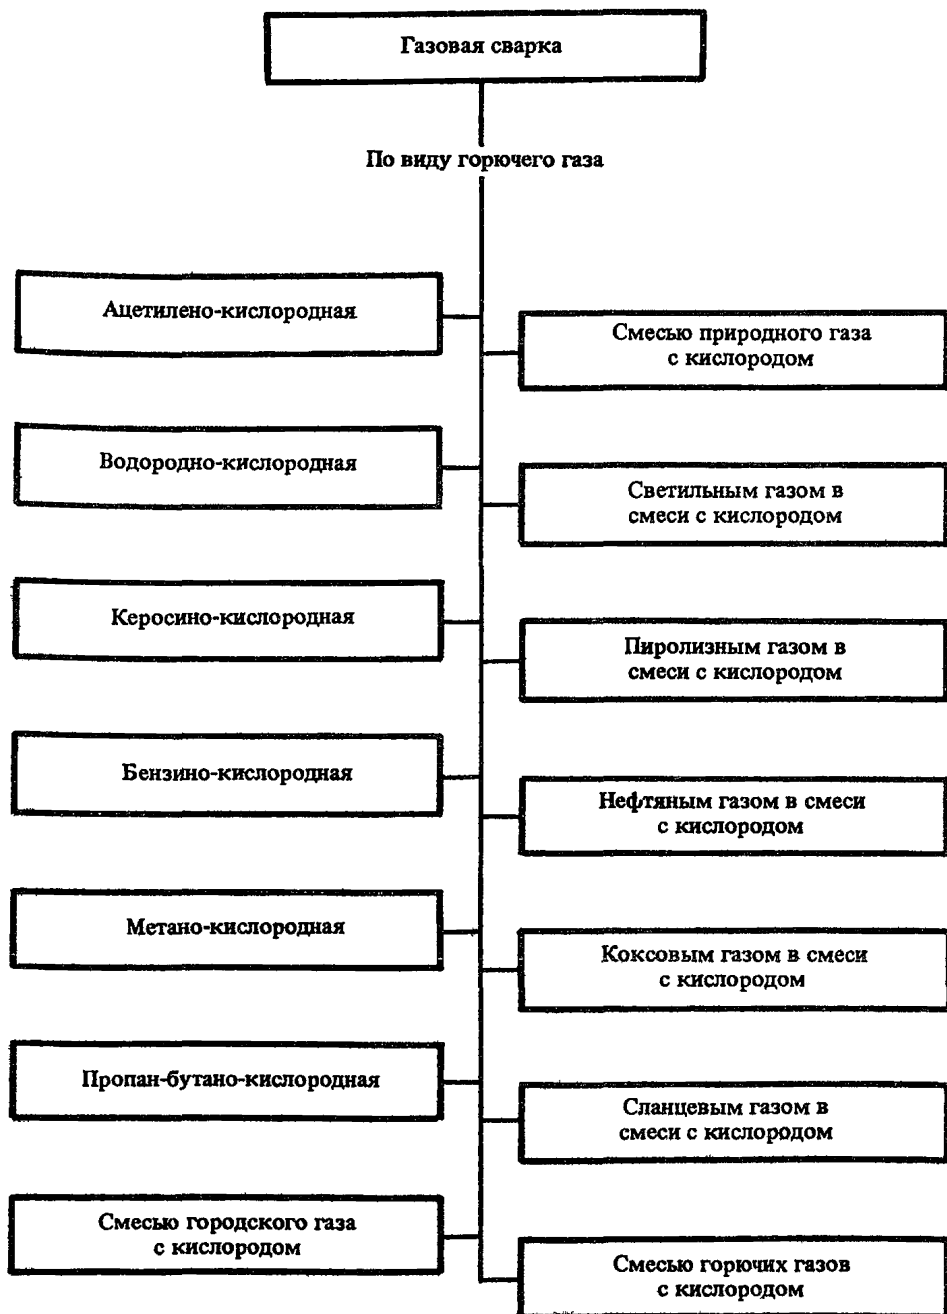 Газовая сварка
По виду горючего газа
Ацетилено-кислородная
Водородно-кислородная
Керосино-кислородная
Бензино-кислородная
Метано-кислородная
Пропан-бутано-кислородная
Смесью городского газа
с кислородом
Смесью природного газа
с кислородом
Светильным газом в
смеси с кислородом
Пиролизным газом в
смеси с кислородом
Нефтяным газом в смеси
с кислородом
Коксовым газом в смеси
с кислородом
Сланцевым газом в
смеси с кислородом
Смесью горючих газов
с кислородом